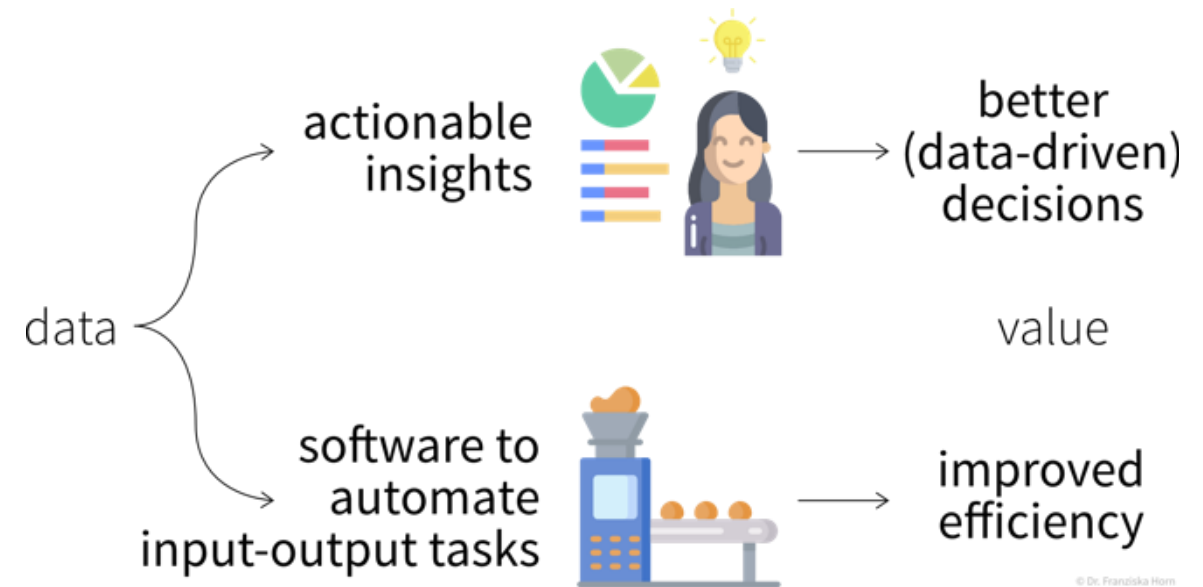 actionable
insights
better
(data-driven)
decisions
data
value
software to
automate
input-output tasks
improved
efficiency
© Dr. Franziska Horn